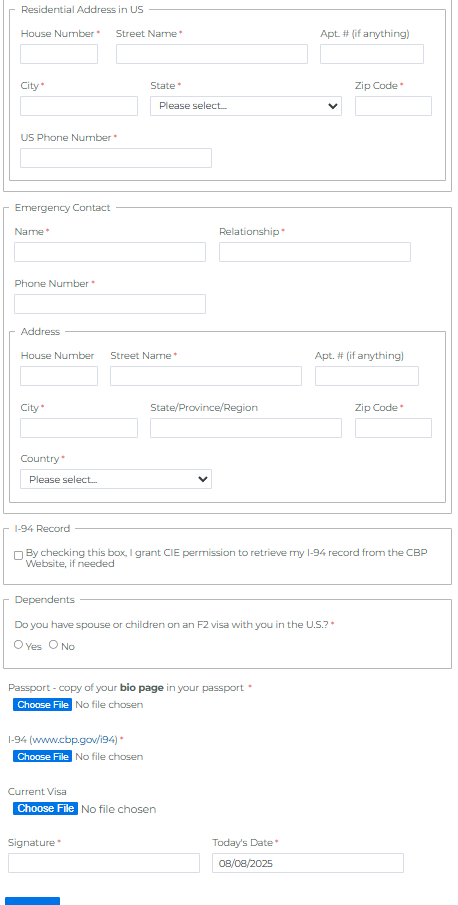 Residential Address in US
House Number * Street Name * Apt. # (if anything)
City * State * Zip Code *
Please select...
US Phone Number *
Emergency Contact
Name * Relationship *
Phone Number *
Address
House Number Street Name * Apt. # (if anything)
City * State/Province/Region Zip Code *
Country *
Please select...
I-94 Record
By checking this box, I grant CIE permission to retrieve my I-94 record from the CBP
Website, if needed
Dependents
Do you have spouse or children on an F2 visa with you in the U.S.? *
Yes No
Passport - copy of your bio page in your passport *
Choose File No file chosen
I-94 (www.cbp.gov/i94) *
Choose File No file chosen
Current Visa
Choose File No file chosen
Signature * Today's Date *
08/08/2025